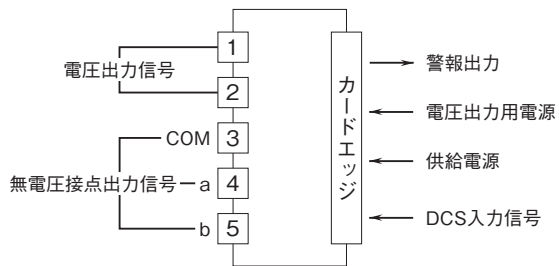 電圧出力信号
1
2
COM 3
無電圧接点出力信号 a 4
b 5
カードエッジ
警報出力
電圧出力用電源
供給電源
DCS入力信号